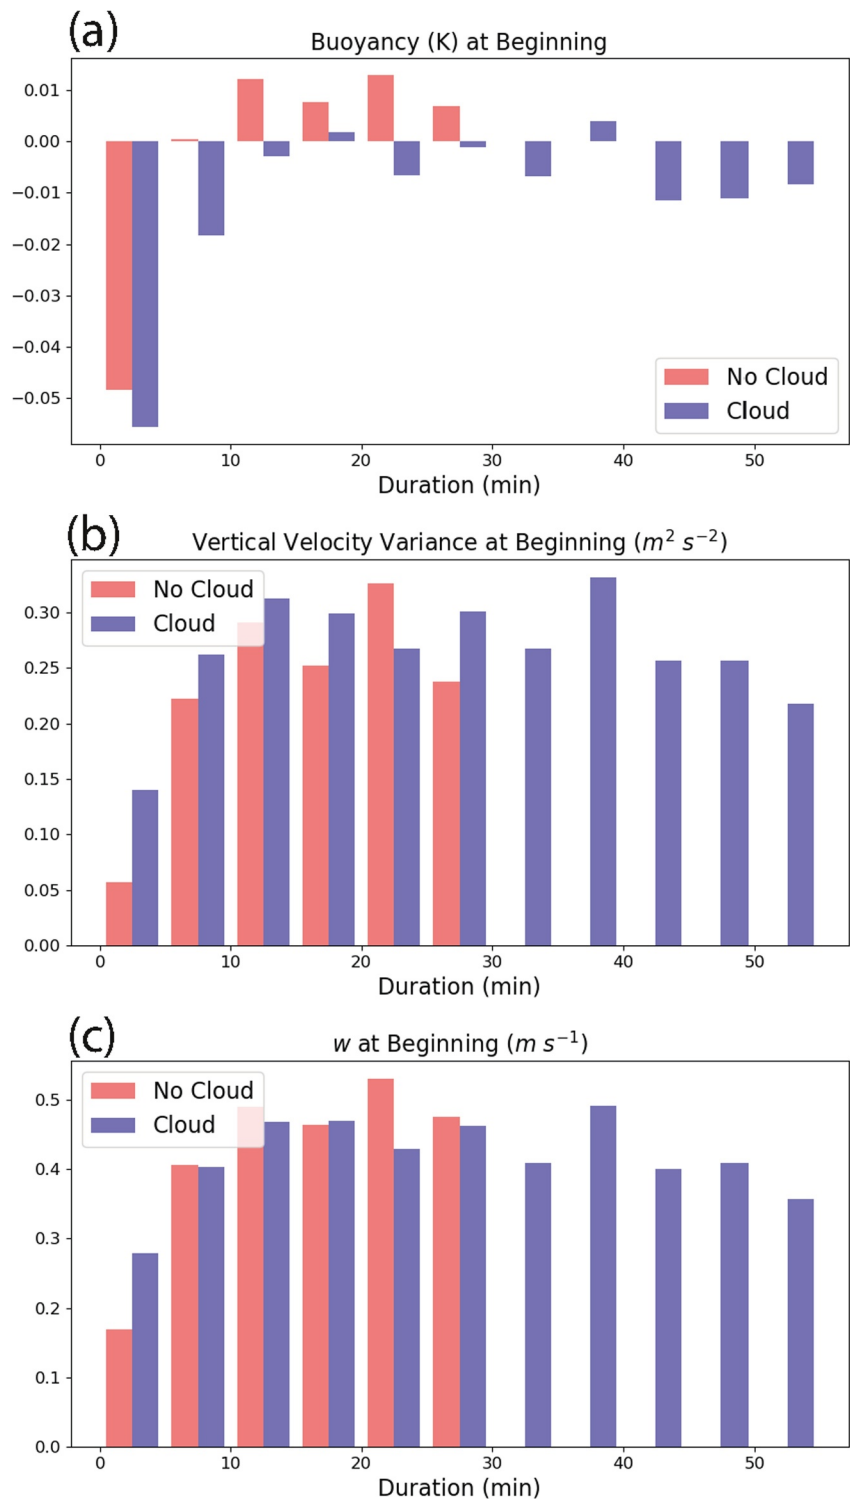 (a)
Buoyancy (K) at Beginning
0.01
0.00
−0.01
−0.02
−0.03
−0.04
−0.05
No Cloud
Cloud
0 10 20 30 40 50
Duration (min)
(b)
Vertical Velocity Variance at Beginning (m² s⁻²)
No Cloud
Cloud
0.30
0.25
0.20
0.15
0.10
0.05
0.00
0 10 20 30 40 50
Duration (min)
(c)
w at Beginning (m s⁻¹)
No Cloud
Cloud
0.5
0.4
0.3
0.2
0.1
0.0
0 10 20 30 40 50
Duration (min)